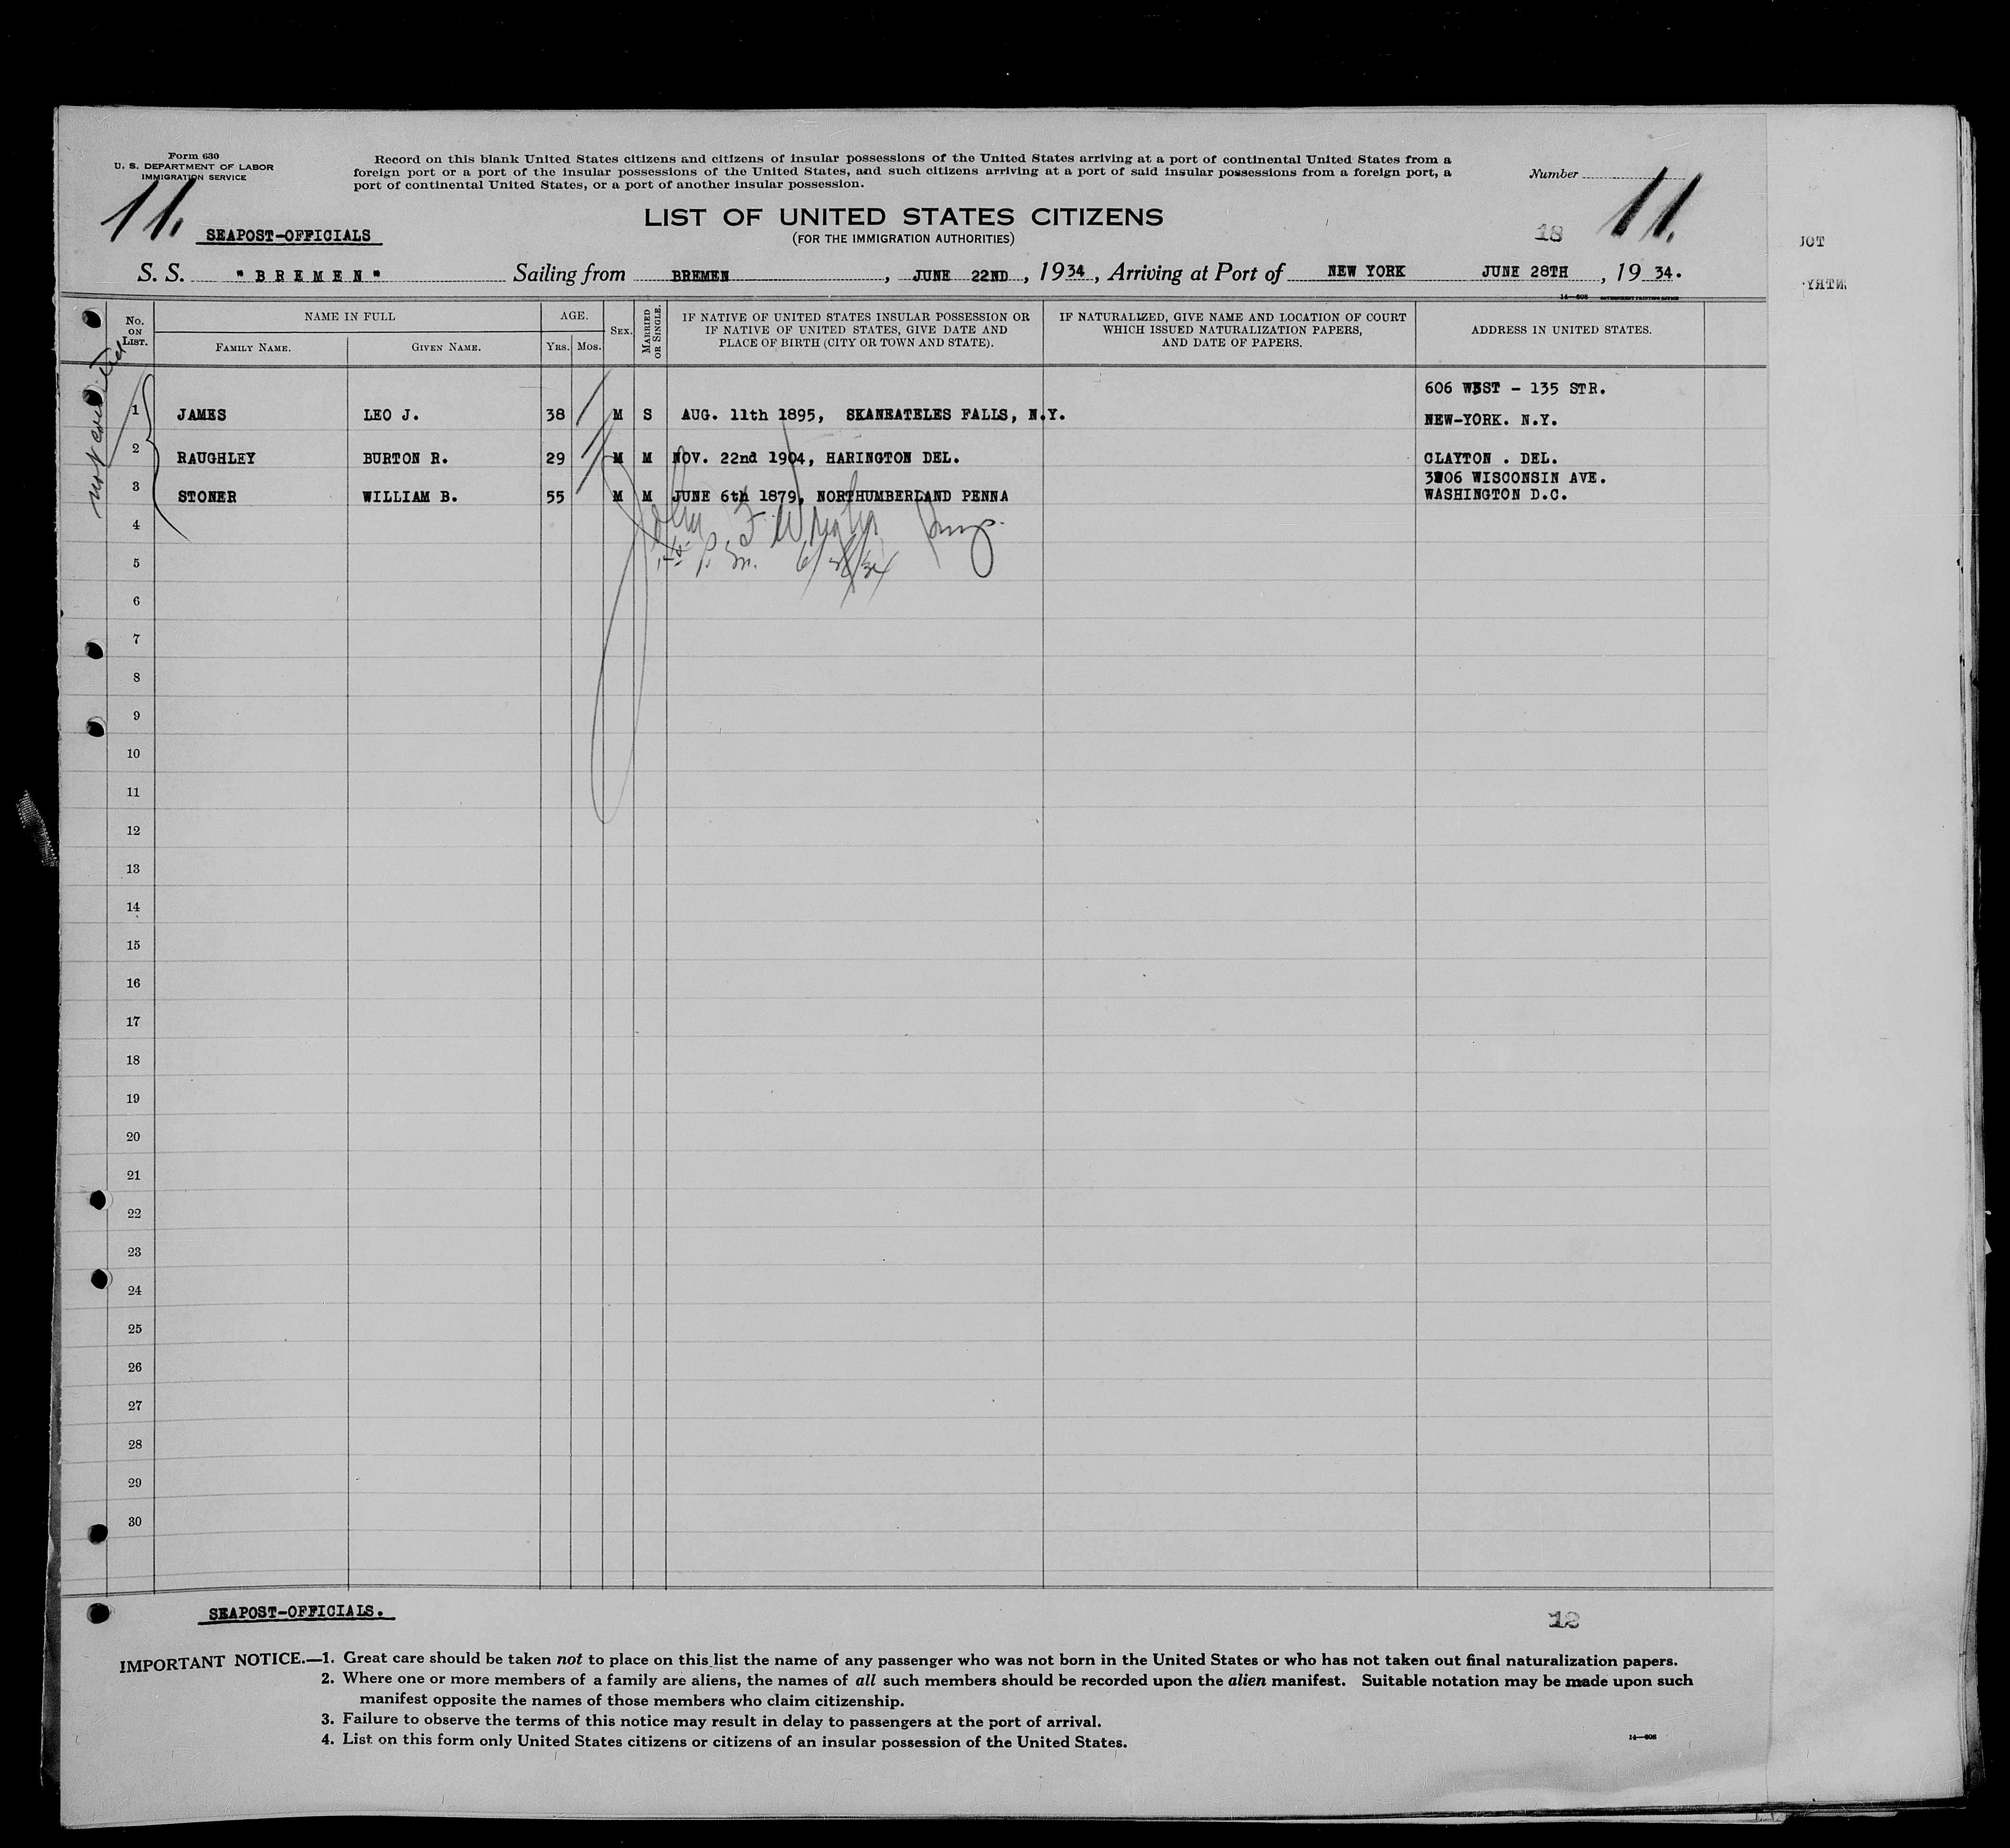 Form 630
U. S. DEPARTMENT OF LABOR
IMMIGRATION SERVICE
Record on this blank United States citizens and citizens of insular possessions of the United States arriving at a port of continental United States from a
foreign port or a port of the insular possessions of the United States, and such citizens arriving at a port of said insular possessions from a foreign port, a
port of continental United States, or a port of another insular possession.
Number
11.
11.
LIST OF UNITED STATES CITIZENS
(FOR THE IMMIGRATION AUTHORITIES)
SEAPOST-OFFICIALS
18
S. S. "BREMEN" Sailing from BREMEN, JUNE 22ND, 1934, Arriving at Port of NEW YORK JUNE 28TH, 19 34.
No. ON LIST. NAME IN FULL AGE. SEX. MARRIED OR SINGLE. IF NATIVE OF UNITED STATES INSULAR POSSESSION OR IF NATIVE OF UNITED STATES, GIVE DATE AND PLACE OF BIRTH (CITY OR TOWN AND STATE). IF NATURALIZED, GIVE NAME AND LOCATION OF COURT WHICH ISSUED NATURALIZATION PAPERS, AND DATE OF PAPERS. ADDRESS IN UNITED STATES.
FAMILY NAME. GIVEN NAME. YRS. MOS.
606 WEST - 135 STR.
1 JAMES LEO J. 38 M S AUG. 11th 1895, SKANEATELES FALLS, N.Y. NEW-YORK. N.Y.
2 RAUGHLEY BURTON R. 29 M M NOV. 22nd 1904, HARINGTON DEL. CLAYTON . DEL.
06 WISCONSIN AVE.
3 STONER WILLIAM B. 55 M M JUNE 6th 1879, NORTHUMBERLAND PENNA WASHINGTON D.C.
4
6/28/34
5
6
7
8
9
10
11
12
13
14
15
16
17
18
19
20
21
22
23
24
25
26
27
28
29
30
SEAPOST-OFFICIALS.
18
IMPORTANT NOTICE.—1. Great care should be taken not to place on this list the name of any passenger who was not born in the United States or who has not taken out final naturalization papers.
2. Where one or more members of a family are aliens, the names of all such members should be recorded upon the alien manifest. Suitable notation may be made upon such
manifest opposite the names of those members who claim citizenship.
3. Failure to observe the terms of this notice may result in delay to passengers at the port of arrival.
4. List on this form only United States citizens or citizens of an insular possession of the United States.